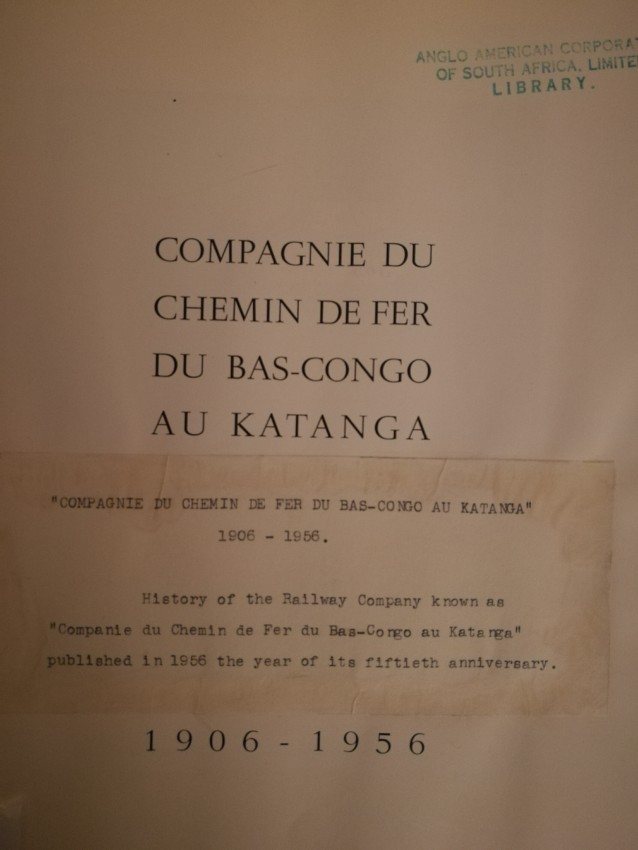 ANGLO AMERICAN CORPORAT
OF SOUTH AFRICA, LIMITE
LIBRARY.
COMPAGNIE DU
CHEMIN DE FER
DU BAS-CONGO
AU KATANGA
"COMPAGNIE DU CHEMIN DE FER DU BAS-CONGO AU KATANGA"
1906 - 1956.
History of the Railway Company known as
"Companie du Chemin de Fer du Bas-Congo au Katanga"
published in 1956 the year of its fiftieth anniversary.
1906-1956